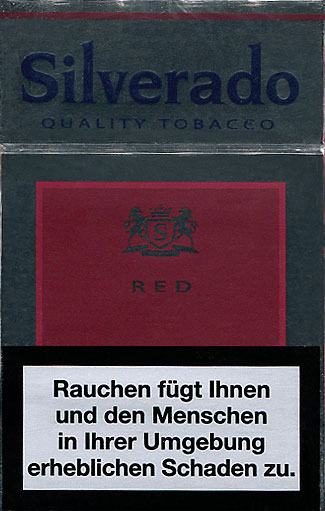 Silverado
QUALITY TOBACCO
S
RED
Rauchen fügt Ihnen
und den Menschen
in Ihrer Umgebung
erheblichen Schaden zu.